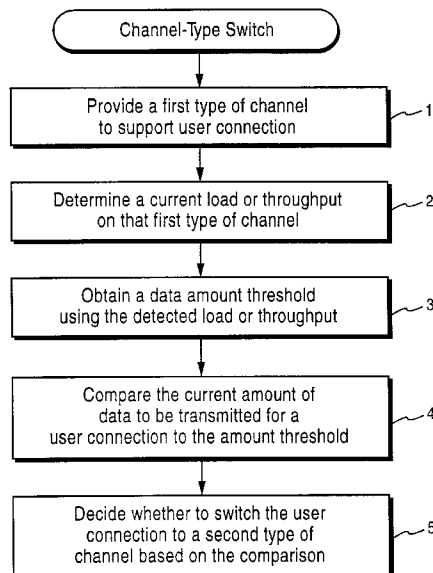 Channel-Type Switch
Provide a first type of channel
to support user connection
1
Determine a current load or throughput
on that first type of channel
2
Obtain a data amount threshold
using the detected load or throughput
3
Compare the current amount of
data to be transmitted for a
user connection to the amount threshold
4
Decide whether to switch the user
connection to a second type of
channel based on the comparison
5